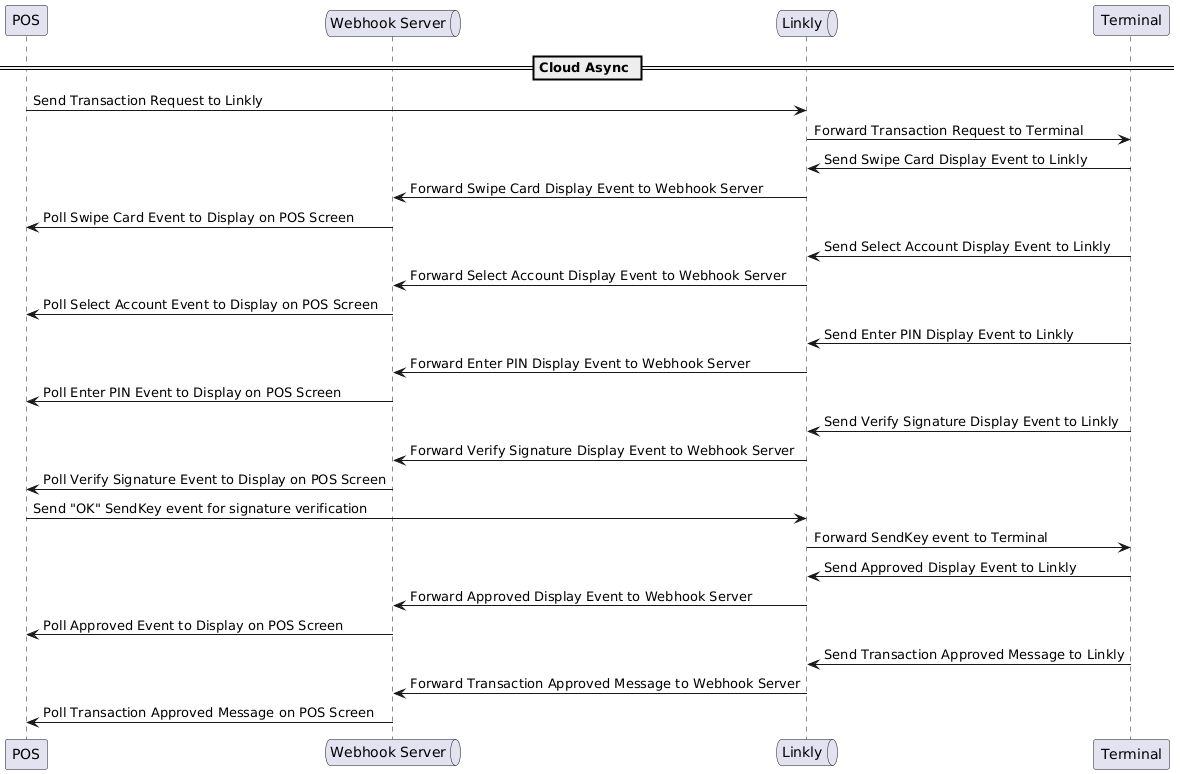 POS
Webhook Server
Linkly
Terminal
Cloud Async
Send Transaction Request to Linkly
Forward Transaction Request to Terminal
Send Swipe Card Display Event to Linkly
Forward Swipe Card Display Event to Webhook Server
Poll Swipe Card Event to Display on POS Screen
Send Select Account Display Event to Linkly
Forward Select Account Display Event to Webhook Server
Poll Select Account Event to Display on POS Screen
Send Enter PIN Display Event to Linkly
Forward Enter PIN Display Event to Webhook Server
Poll Enter PIN Event to Display on POS Screen
Send Verify Signature Display Event to Linkly
Forward Verify Signature Display Event to Webhook Server
Poll Verify Signature Event to Display on POS Screen
Send "OK" SendKey event for signature verification
Forward SendKey event to Terminal
Send Approved Display Event to Linkly
Forward Approved Display Event to Webhook Server
Poll Approved Event to Display on POS Screen
Send Transaction Approved Message to Linkly
Forward Transaction Approved Message to Webhook Server
Poll Transaction Approved Message on POS Screen
POS
Webhook Server
Linkly
Terminal